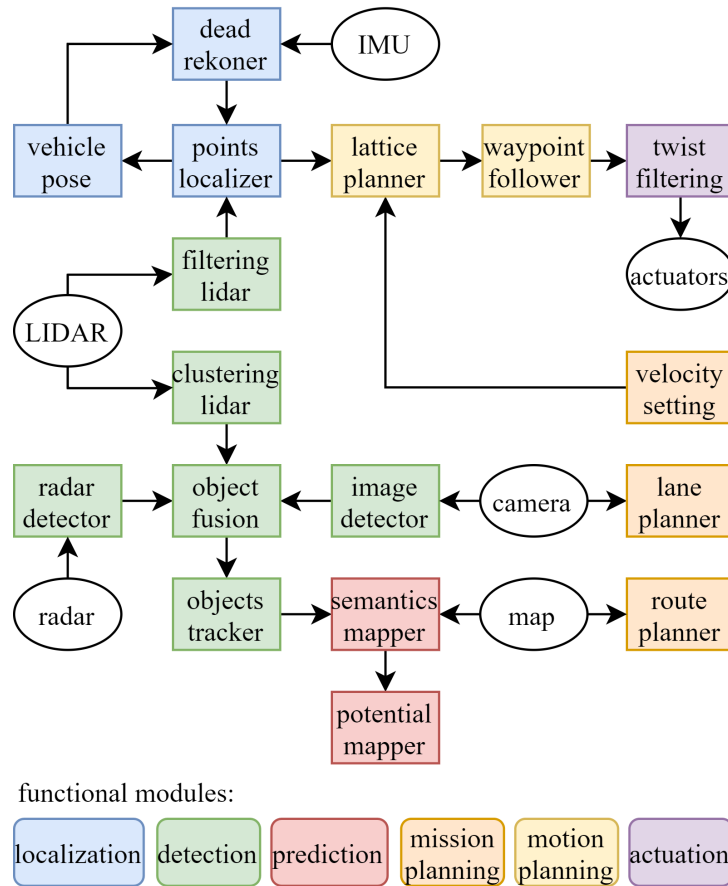 dead
rekoner
IMU
vehicle
pose
points
localizer
lattice
planner
waypoint
follower
twist
filtering
filtering
lidar
actuators
LIDAR
clustering
lidar
velocity
setting
radar
detector
object
fusion
image
detector
camera
lane
planner
radar
objects
tracker
semantics
mapper
map
route
planner
potential
mapper
functional modules:
localization
detection
prediction
mission
planning
motion
planning
actuation